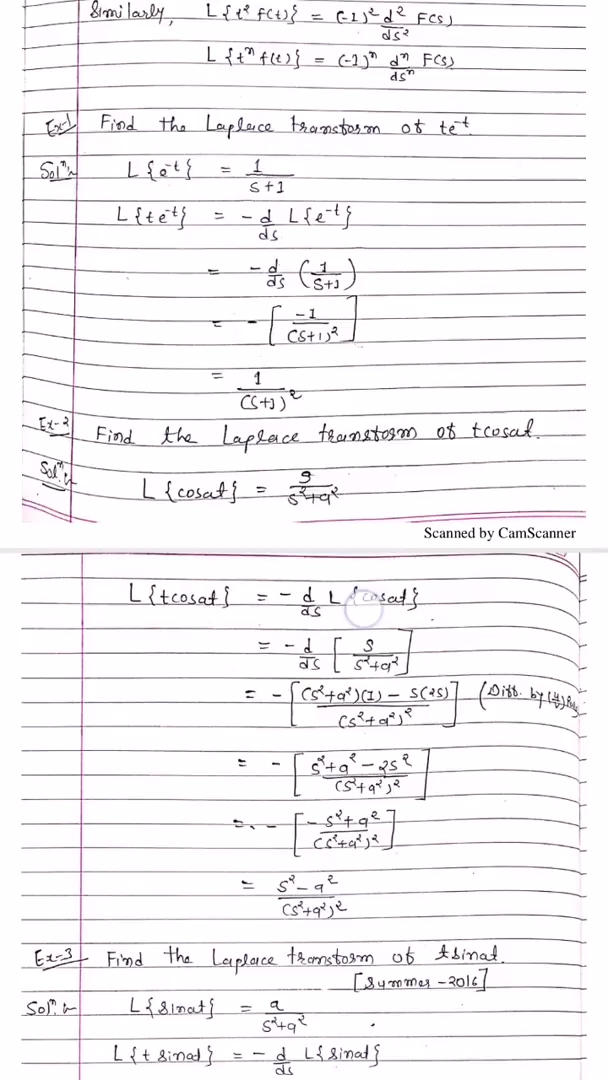 Similarly, L{t² f(t)} = (-1)² d²/ds² F(s)
L{tⁿ f(t)} = (-1)ⁿ dⁿ/dsⁿ F(s)
Ex-1 Find the Laplace transform of te⁻ᵗ.
Solⁿ: L{e⁻ᵗ} = 1/(s+1)
L{te⁻ᵗ} = -d/ds L{e⁻ᵗ}
= -d/ds (1/(s+1))
= -[-1/(s+1)²]
= 1/(s+1)²
Ex-2 Find the Laplace transform of tcosat.
Solⁿ: L{cosat} = s/(s²+a²)
Scanned by CamScanner
L{tcosat} = -d/ds L{cosat}
= -d/ds [s/(s²+a²)]
= -[((s²+a²)(1) - s(2s))/(s²+a²)²] (Diff. by (u/v) Rule
= -[(s²+a²-2s²)/(s²+a²)²]
= -[(-s²+a²)/(s²+a²)²]
= (s²-a²)/(s²+a²)²
Ex-3 Find the Laplace transform of tsinat.
[Summer-2016]
Solⁿ: L{sinat} = a/(s²+a²)
L{t sinat} = -d/ds L{sinat}